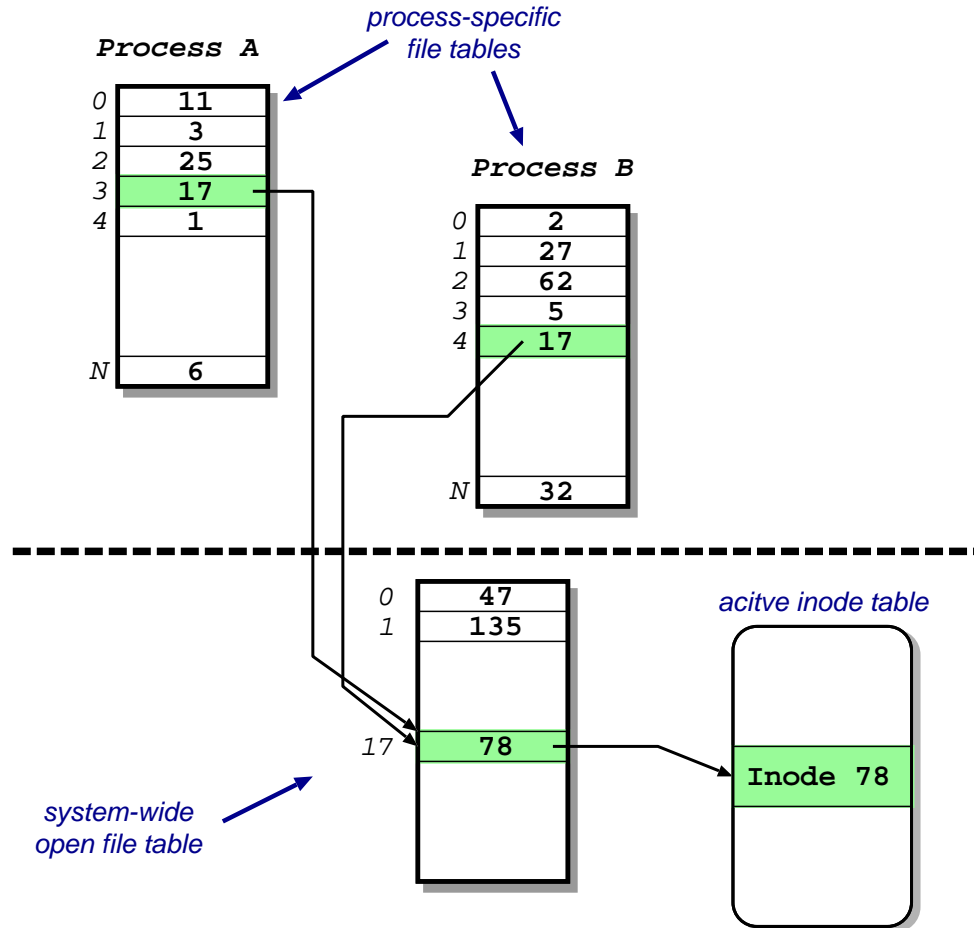 process-specific
file tables
Process A
0 11
1 3
2 25
3 17
4 1
N 6
Process B
0 2
1 27
2 62
3 5
4 17
N 32
0 47
1 135
17 78
system-wide
open file table
acitve inode table
Inode 78